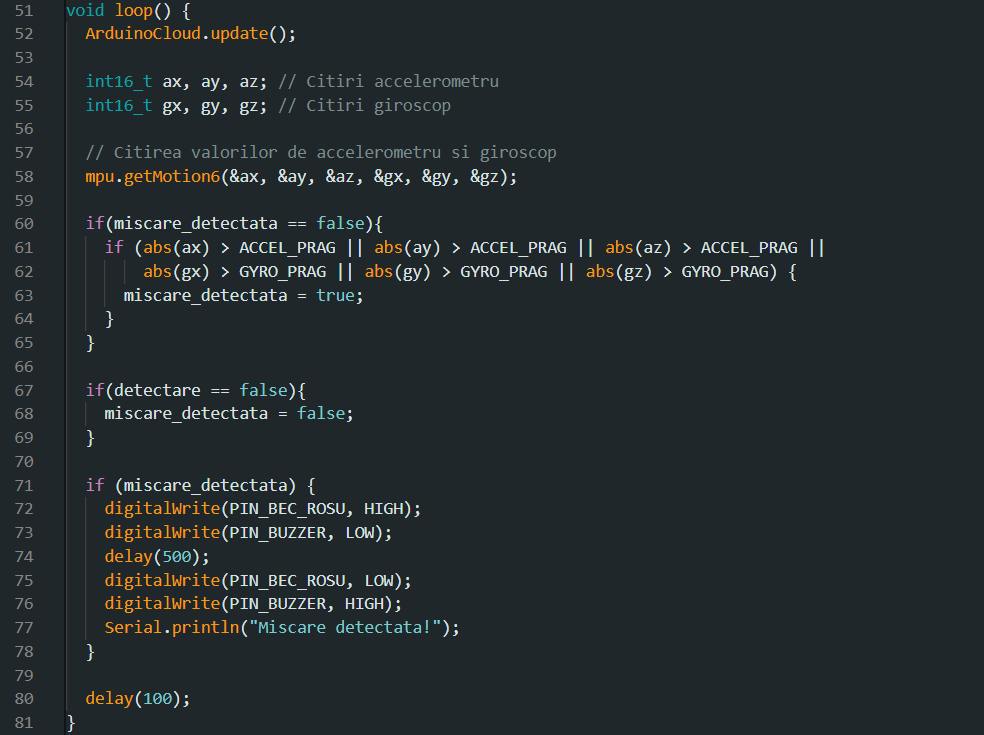 51 void loop() {
52   ArduinoCloud.update();
53
54   int16_t ax, ay, az; // Citiri accelerometru
55   int16_t gx, gy, gz; // Citiri giroscop
56
57   // Citirea valorilor de accelerometru si giroscop
58   mpu.getMotion6(&ax, &ay, &az, &gx, &gy, &gz);
59
60   if(miscare_detectata == false){
61     if (abs(ax) > ACCEL_PRAG || abs(ay) > ACCEL_PRAG || abs(az) > ACCEL_PRAG ||
62         abs(gx) > GYRO_PRAG || abs(gy) > GYRO_PRAG || abs(gz) > GYRO_PRAG) {
63       miscare_detectata = true;
64     }
65   }
66
67   if(detectare == false){
68     miscare_detectata = false;
69   }
70
71   if (miscare_detectata) {
72     digitalWrite(PIN_BEC_ROSU, HIGH);
73     digitalWrite(PIN_BUZZER, LOW);
74     delay(500);
75     digitalWrite(PIN_BEC_ROSU, LOW);
76     digitalWrite(PIN_BUZZER, HIGH);
77     Serial.println("Miscare detectata!");
78   }
79
80   delay(100);
81 }